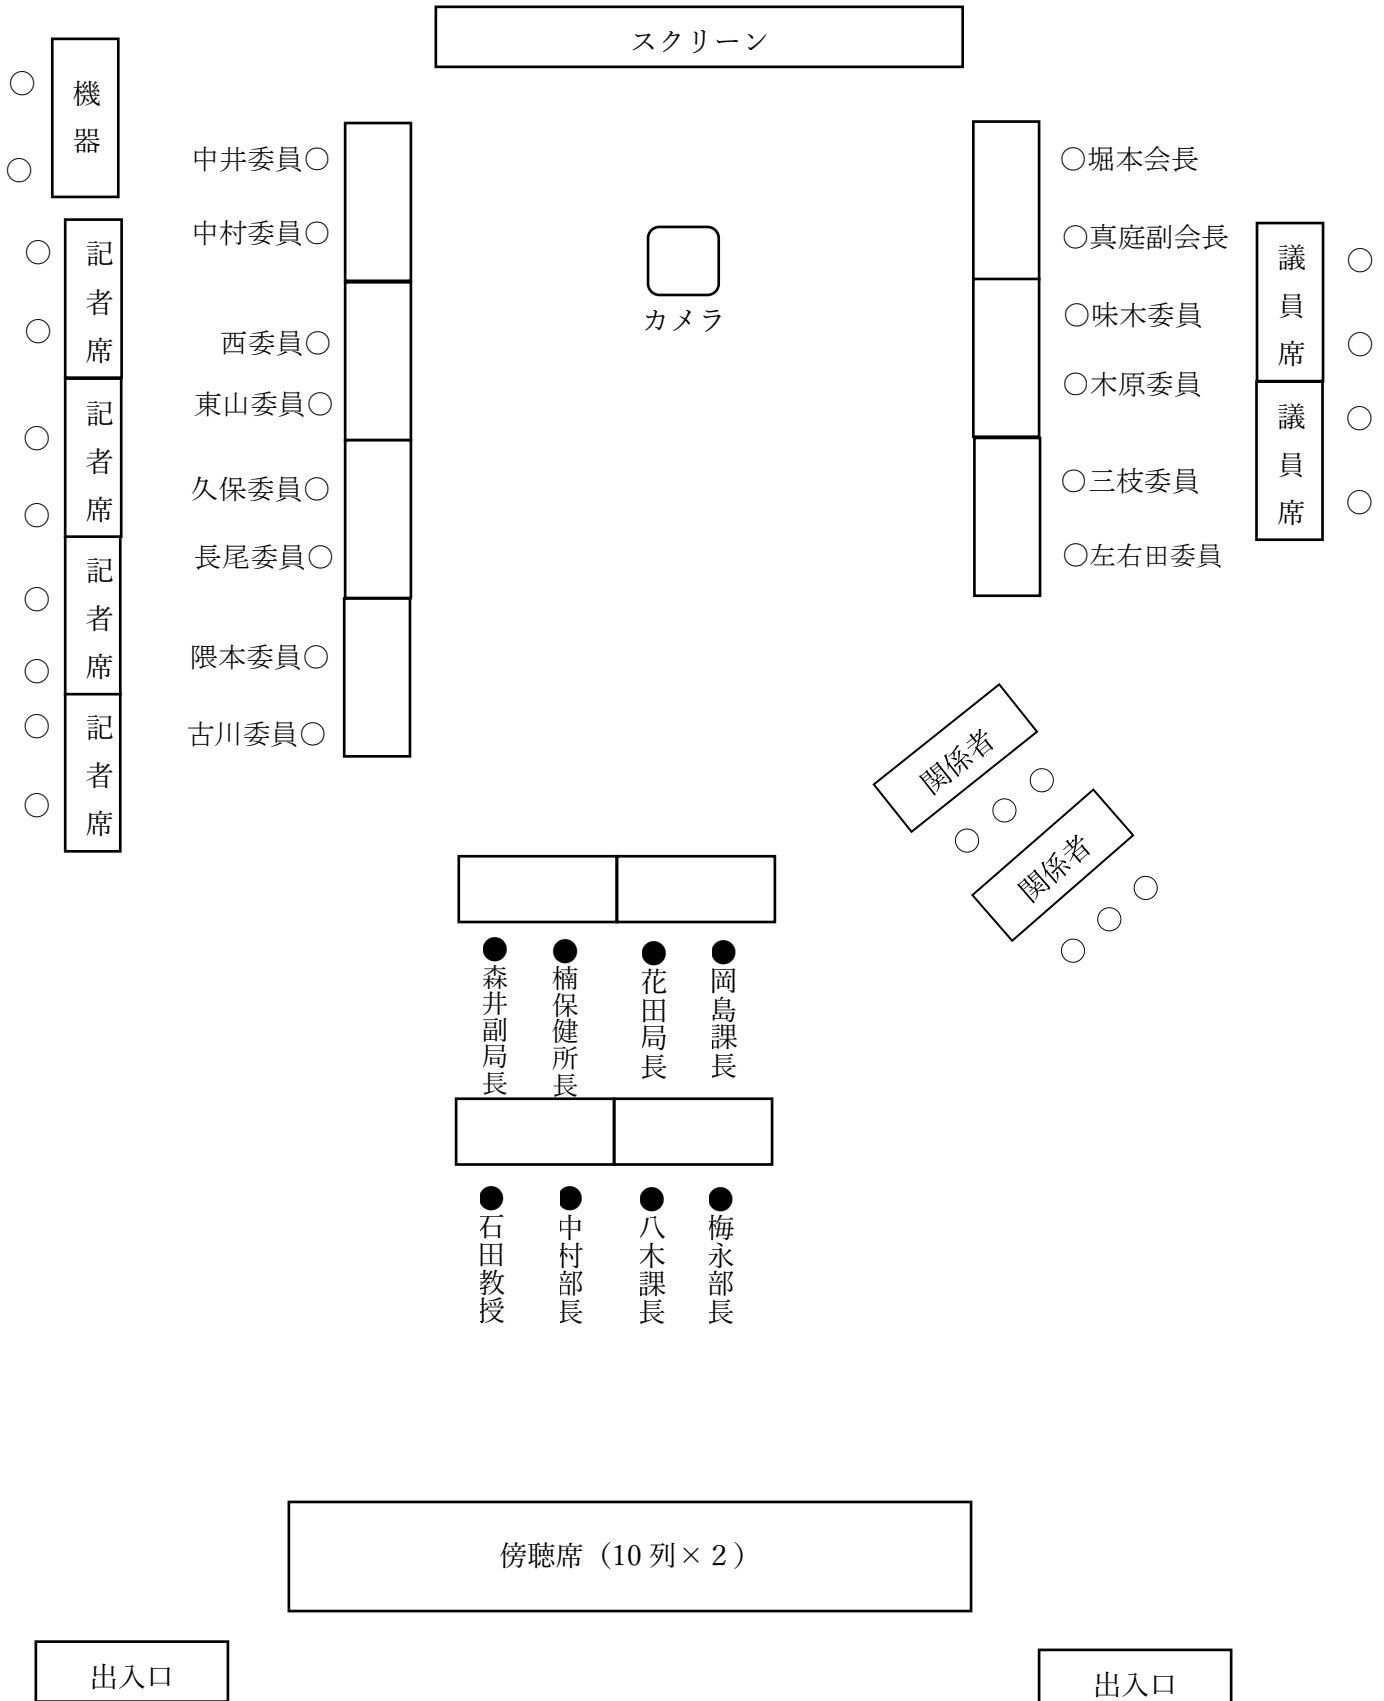 スクリーン
機器
中井委員○
中村委員○
西委員○
東山委員○
久保委員○
長尾委員○
隈本委員○
古川委員○
記者席
記者席
記者席
記者席
カメラ
○堀本会長
○真庭副会長
○味木委員
○木原委員
○三枝委員
○左右田委員
議員席
議員席
関係者
関係者
●森井副局長
●楠保健所長
●花田局長
●岡島課長
●石田教授
●中村部長
●八木課長
●梅永部長
傍聴席（10 列×２）
出入口
出入口